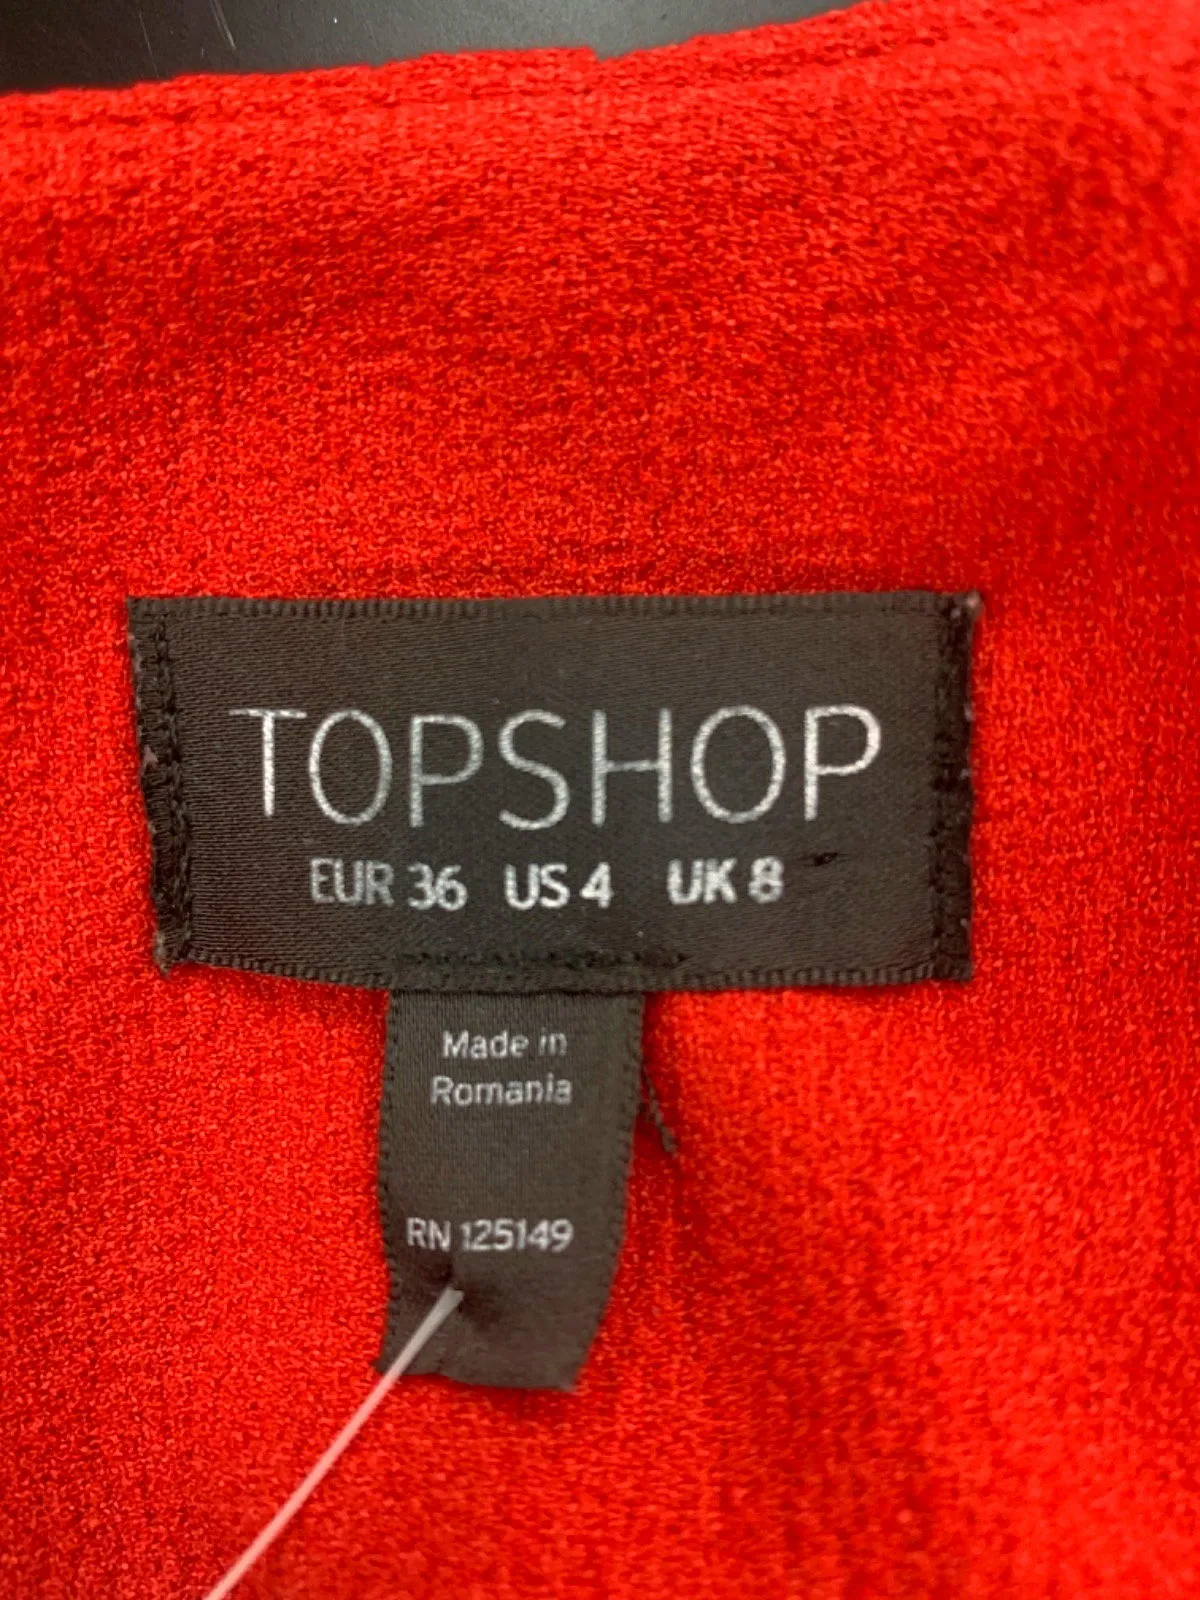 TOPSHOP
EUR 36 US 4 UK 8
Made in
Romania
RN 125149